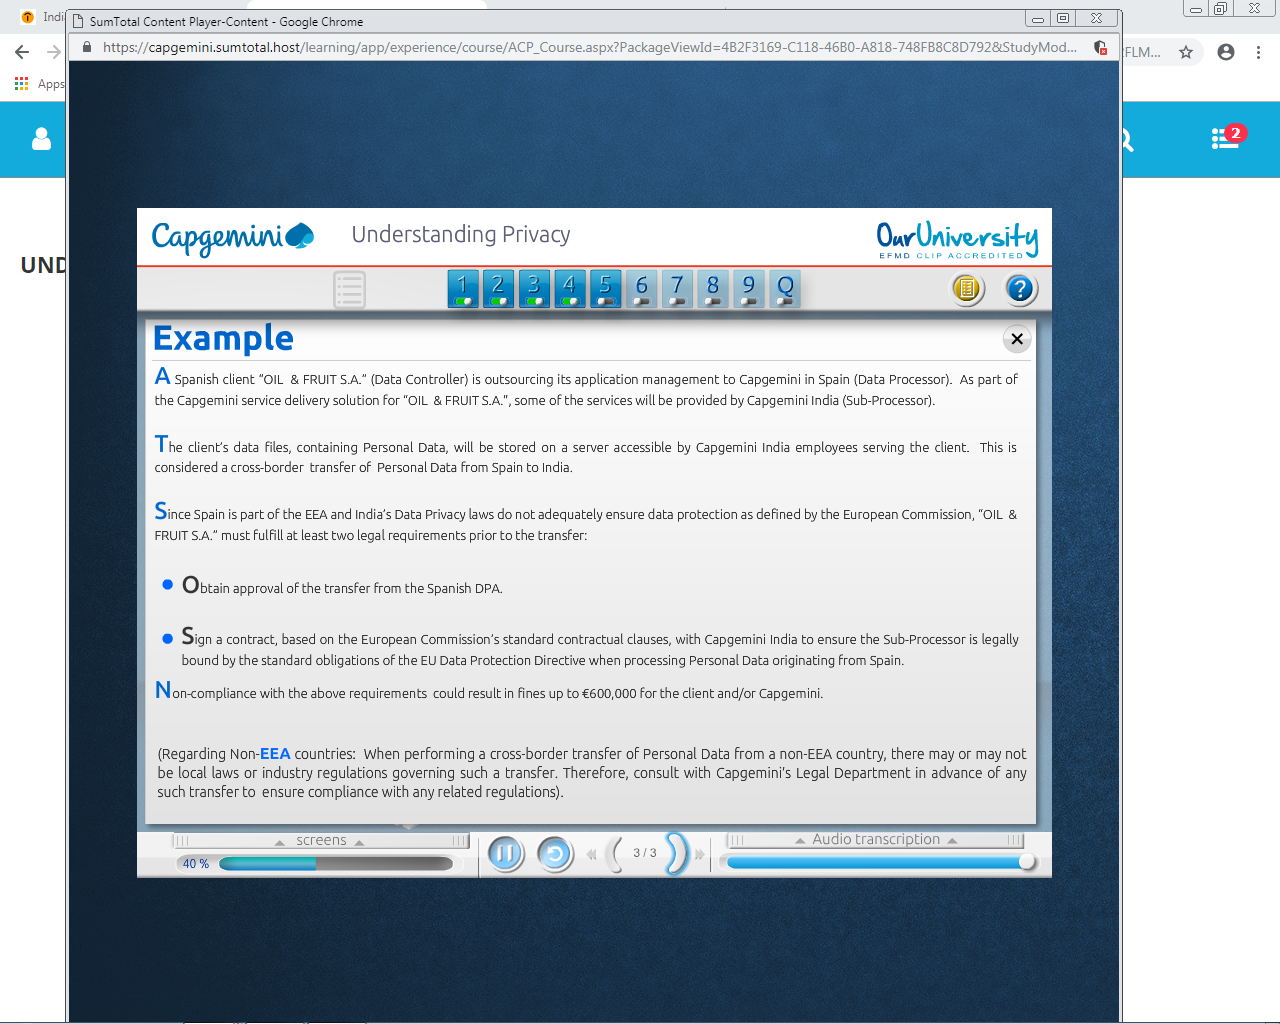 India
SumTotal Content Player-Content - Google Chrome
https://capgemini.sumtotal.host/learning/app/experience/course/ACP_Course.aspx?PackageViewId=4B2F3169-C118-46B0-A818-748FB8C8D792&StudyMod...
2FLM...
Apps
2
UND
Capgemini
Understanding Privacy
OurUniversity
EFMD CLIP ACCREDITED
1 2 3 4 5 6 7 8 9 Q
?
Example
A Spanish client “OIL & FRUIT S.A.” (Data Controller) is outsourcing its application management to Capgemini in Spain (Data Processor). As part of
the Capgemini service delivery solution for “OIL & FRUIT S.A.”, some of the services will be provided by Capgemini India (Sub-Processor).
The client’s data files, containing Personal Data, will be stored on a server accessible by Capgemini India employees serving the client. This is
considered a cross-border transfer of Personal Data from Spain to India.
Since Spain is part of the EEA and India’s Data Privacy laws do not adequately ensure data protection as defined by the European Commission, “OIL &
FRUIT S.A.” must fulfill at least two legal requirements prior to the transfer:
Obtain approval of the transfer from the Spanish DPA.
Sign a contract, based on the European Commission’s standard contractual clauses, with Capgemini India to ensure the Sub-Processor is legally
bound by the standard obligations of the EU Data Protection Directive when processing Personal Data originating from Spain.
Non-compliance with the above requirements could result in fines up to €600,000 for the client and/or Capgemini.
(Regarding Non-EEA countries: When performing a cross-border transfer of Personal Data from a non-EEA country, there may or may not
be local laws or industry regulations governing such a transfer. Therefore, consult with Capgemini’s Legal Department in advance of any
such transfer to ensure compliance with any related regulations).
screens
Audio transcription
40 %
3 / 3